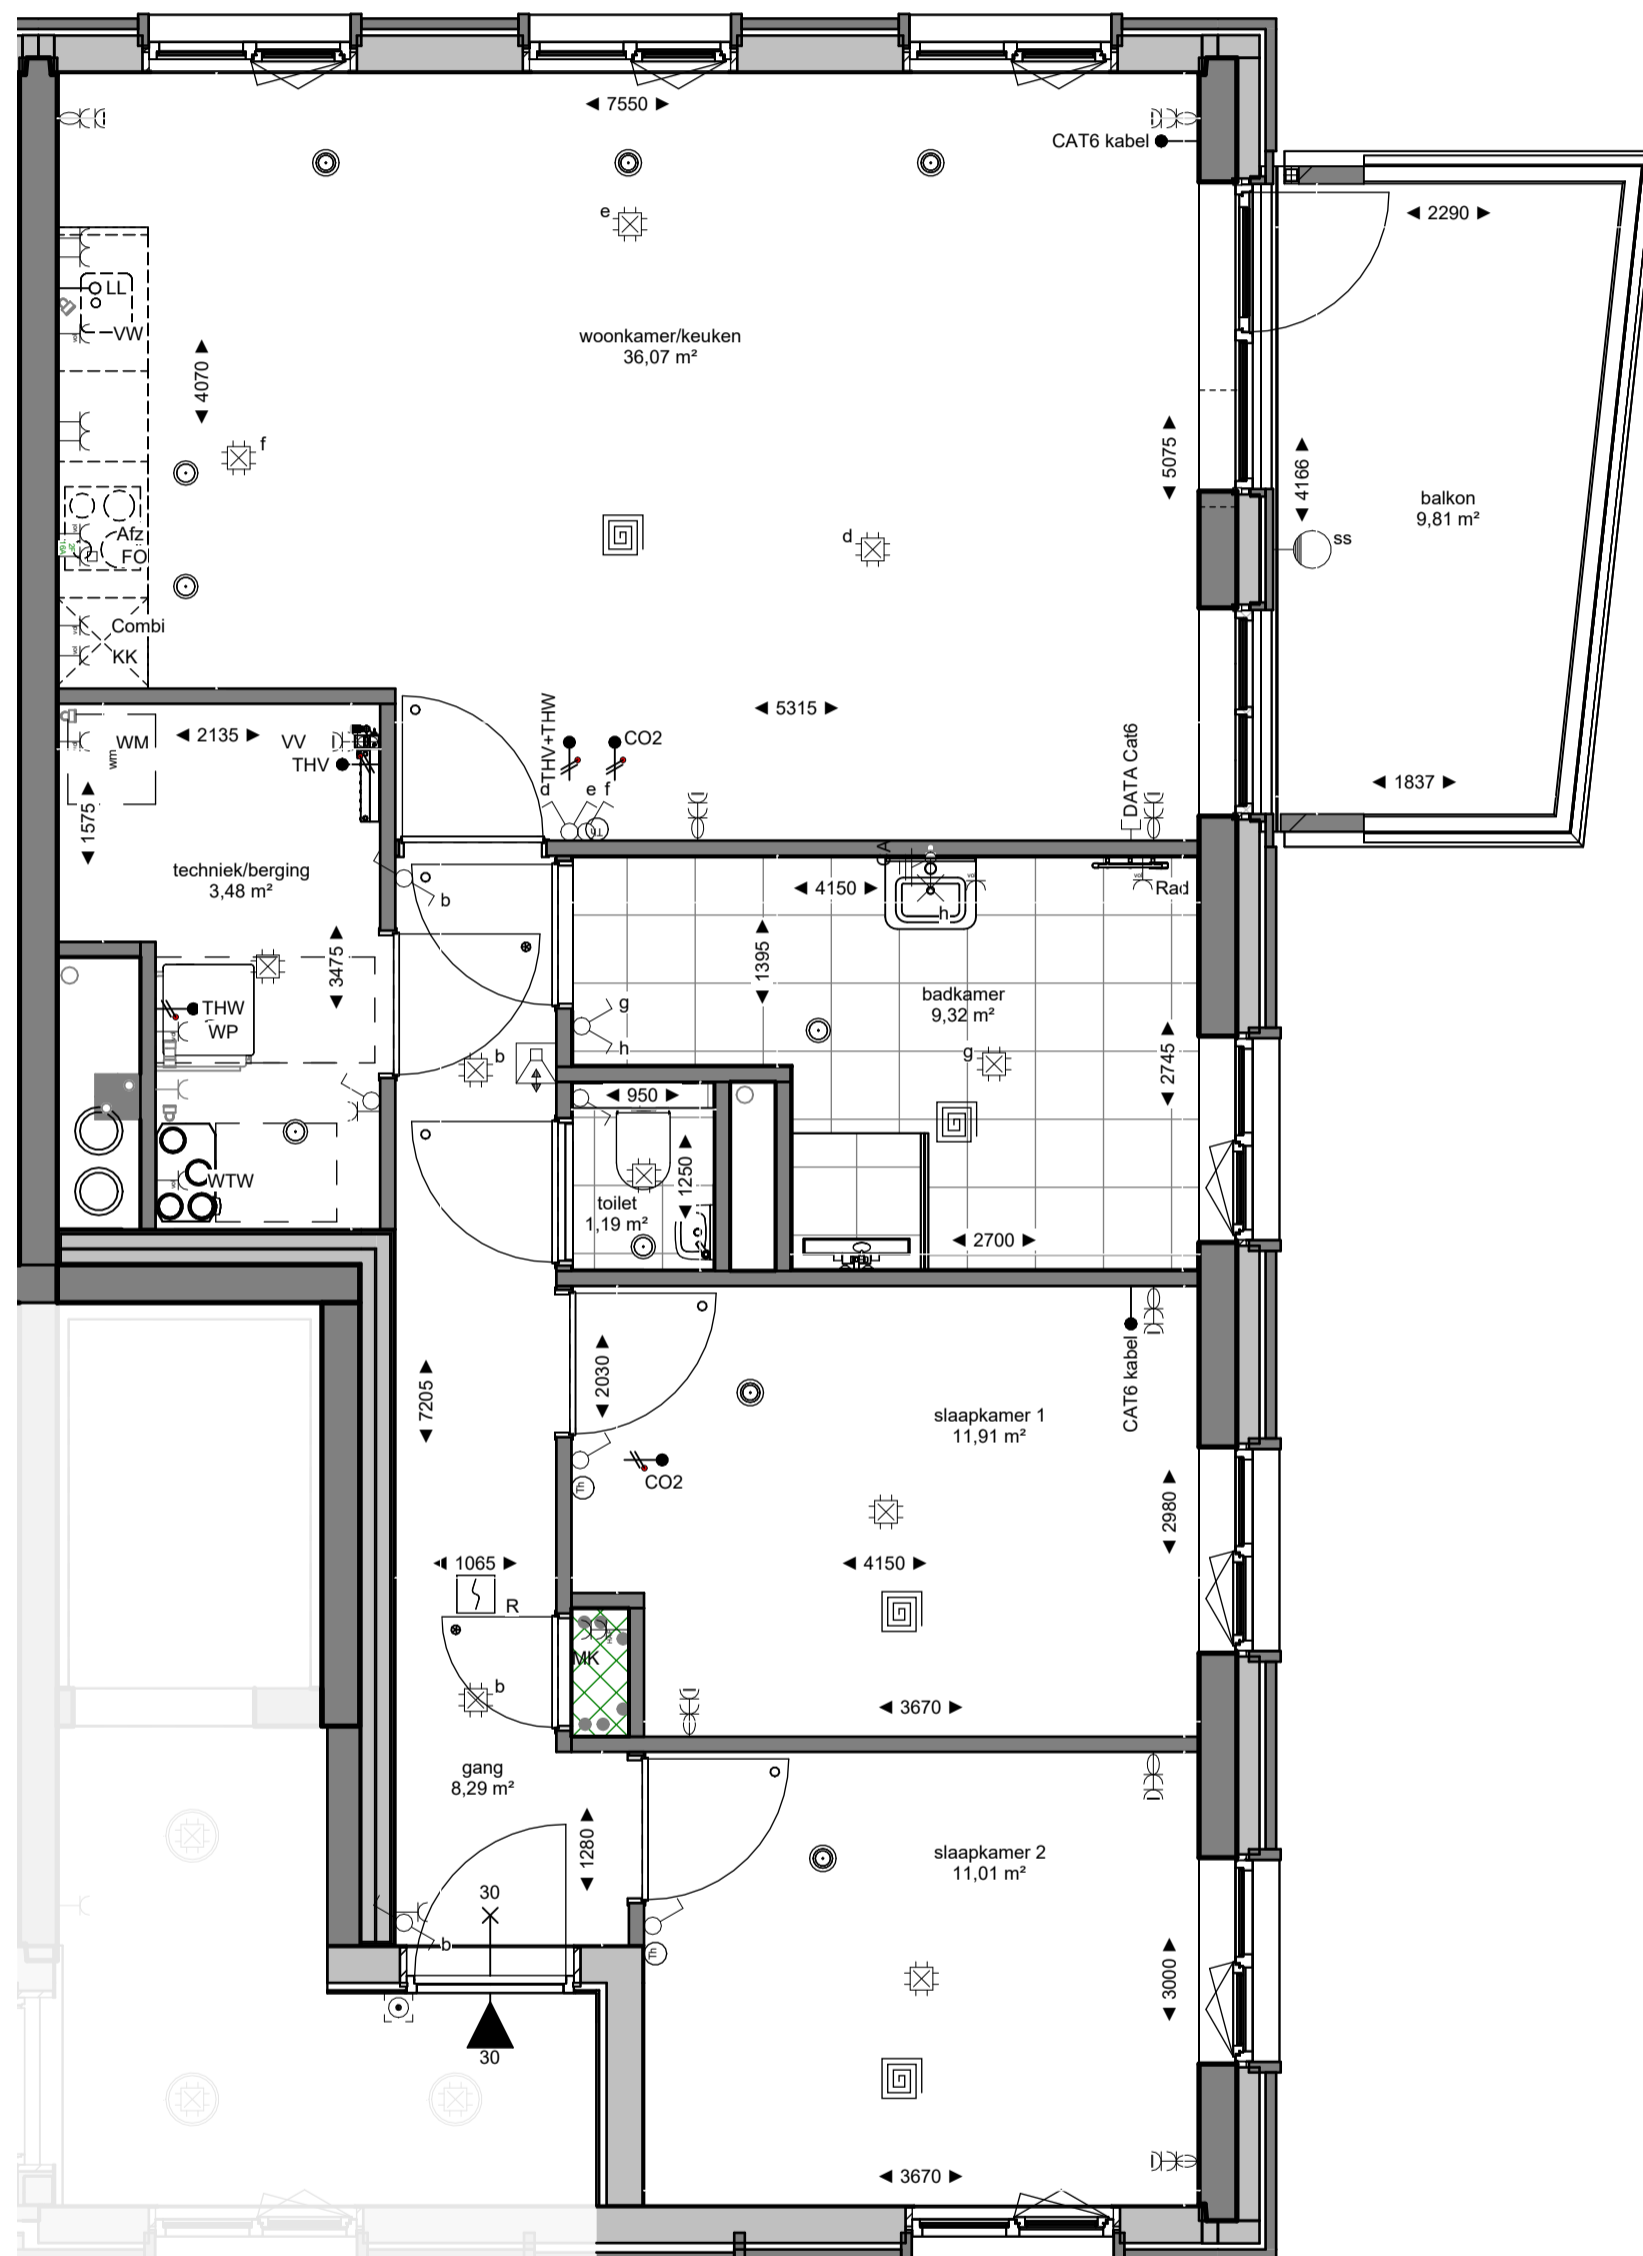 ◄ 7550 ►
CAT6 kabel
◄ 2290 ►
e
LL
VW
woonkamer/keuken
36,07 m²
◄ 4070 ►
f
◄ 5075 ►
◄ 4166 ►
balkon
9,81 m²
ss
d
Afz
FO
Combi
KK
◄ 5315 ►
◄ 2135 ►
WM
wm
VV
THV
THV+THW
CO2
DATA Cat6
◄ 1837 ►
d
e f
◄ 1575 ►
techniek/berging
3,48 m²
b
◄ 4150 ►
h
Rad
◄ 1395 ►
◄ 3475 ►
badkamer
9,32 m²
THW
WP
g
h
b
g
◄ 2745 ►
◄ 950 ►
◄ 1250 ►
WTW
toilet
1,19 m²
◄ 2700 ►
◄ 7205 ►
◄ 2030 ►
CAT6 kabel
slaapkamer 1
11,91 m²
Th
CO2
◄ 2980 ►
◄ 1065 ►
◄ 4150 ►
R
MK
b
◄ 3670 ►
gang
8,29 m²
◄ 1280 ►
slaapkamer 2
11,01 m²
30
b
Th
◄ 3000 ►
30
◄ 3670 ►